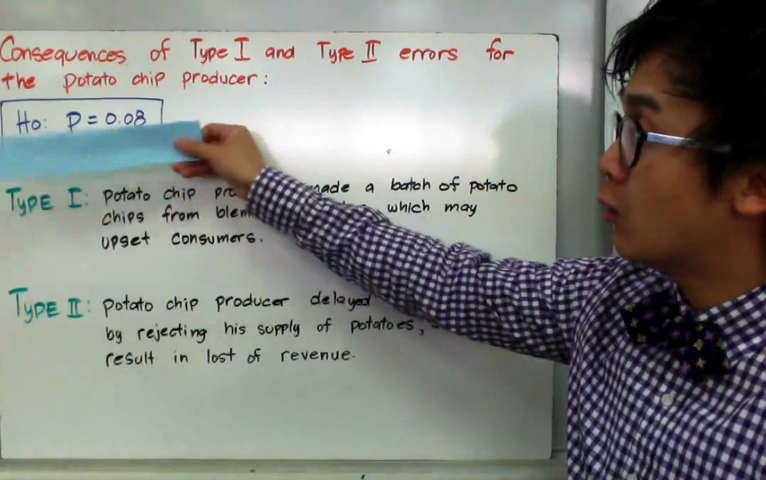 Consequences of Type I and Type II errors for
the potato chip producer:
Ho: P = 0.08
TYPE I: potato chip made a batch of potato
chips from which may
upset consumers.
TYPE II: potato chip producer delayed
by rejecting his supply of potatoes,
result in lost of revenue.